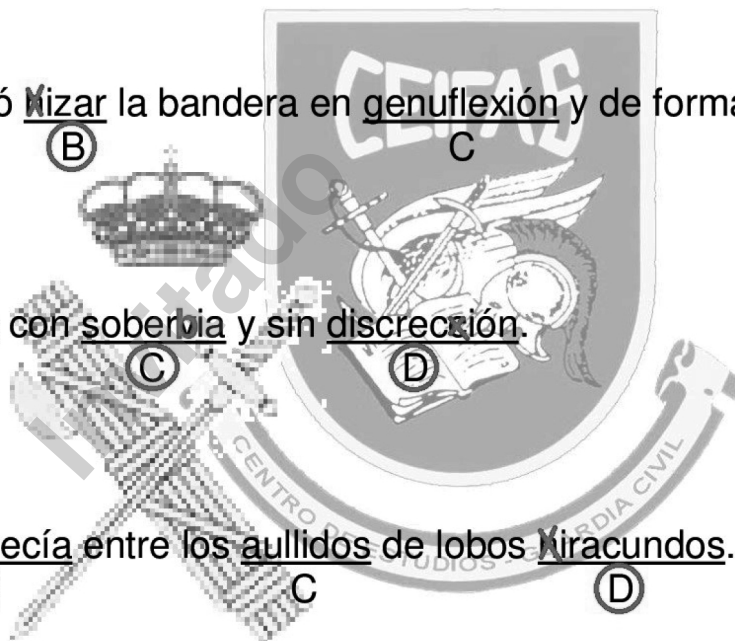 ó hizar la bandera en genuflexión y de forma
B C
CEIFAS
con soberbia y sin discrección.
C D
Invitado
CENTRO DE ESTUDIOS - GUARDIA CIVIL
ecía entre los aullidos de lobos hiracundos.
C D